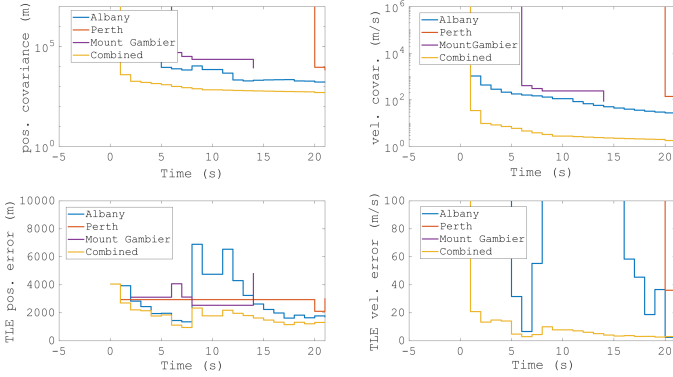 pos. covariance (m)
10^5
10^0
Albany
Perth
Mount Gambier
Combined
-5 0 5 10 15 20
Time (s)
vel. covar. (m/s)
10^6
10^4
10^2
10^0
Albany
Perth
MountGambier
Combined
-5 0 5 10 15 20
Time (s)
TLE pos. error (m)
10000
8000
6000
4000
2000
0
Albany
Perth
Mount Gambier
Combined
-5 0 5 10 15 20
Time (s)
TLE vel. error (m/s)
100
80
60
40
20
0
Albany
Perth
Mount Gambier
Combined
-5 0 5 10 15 20
Time (s)